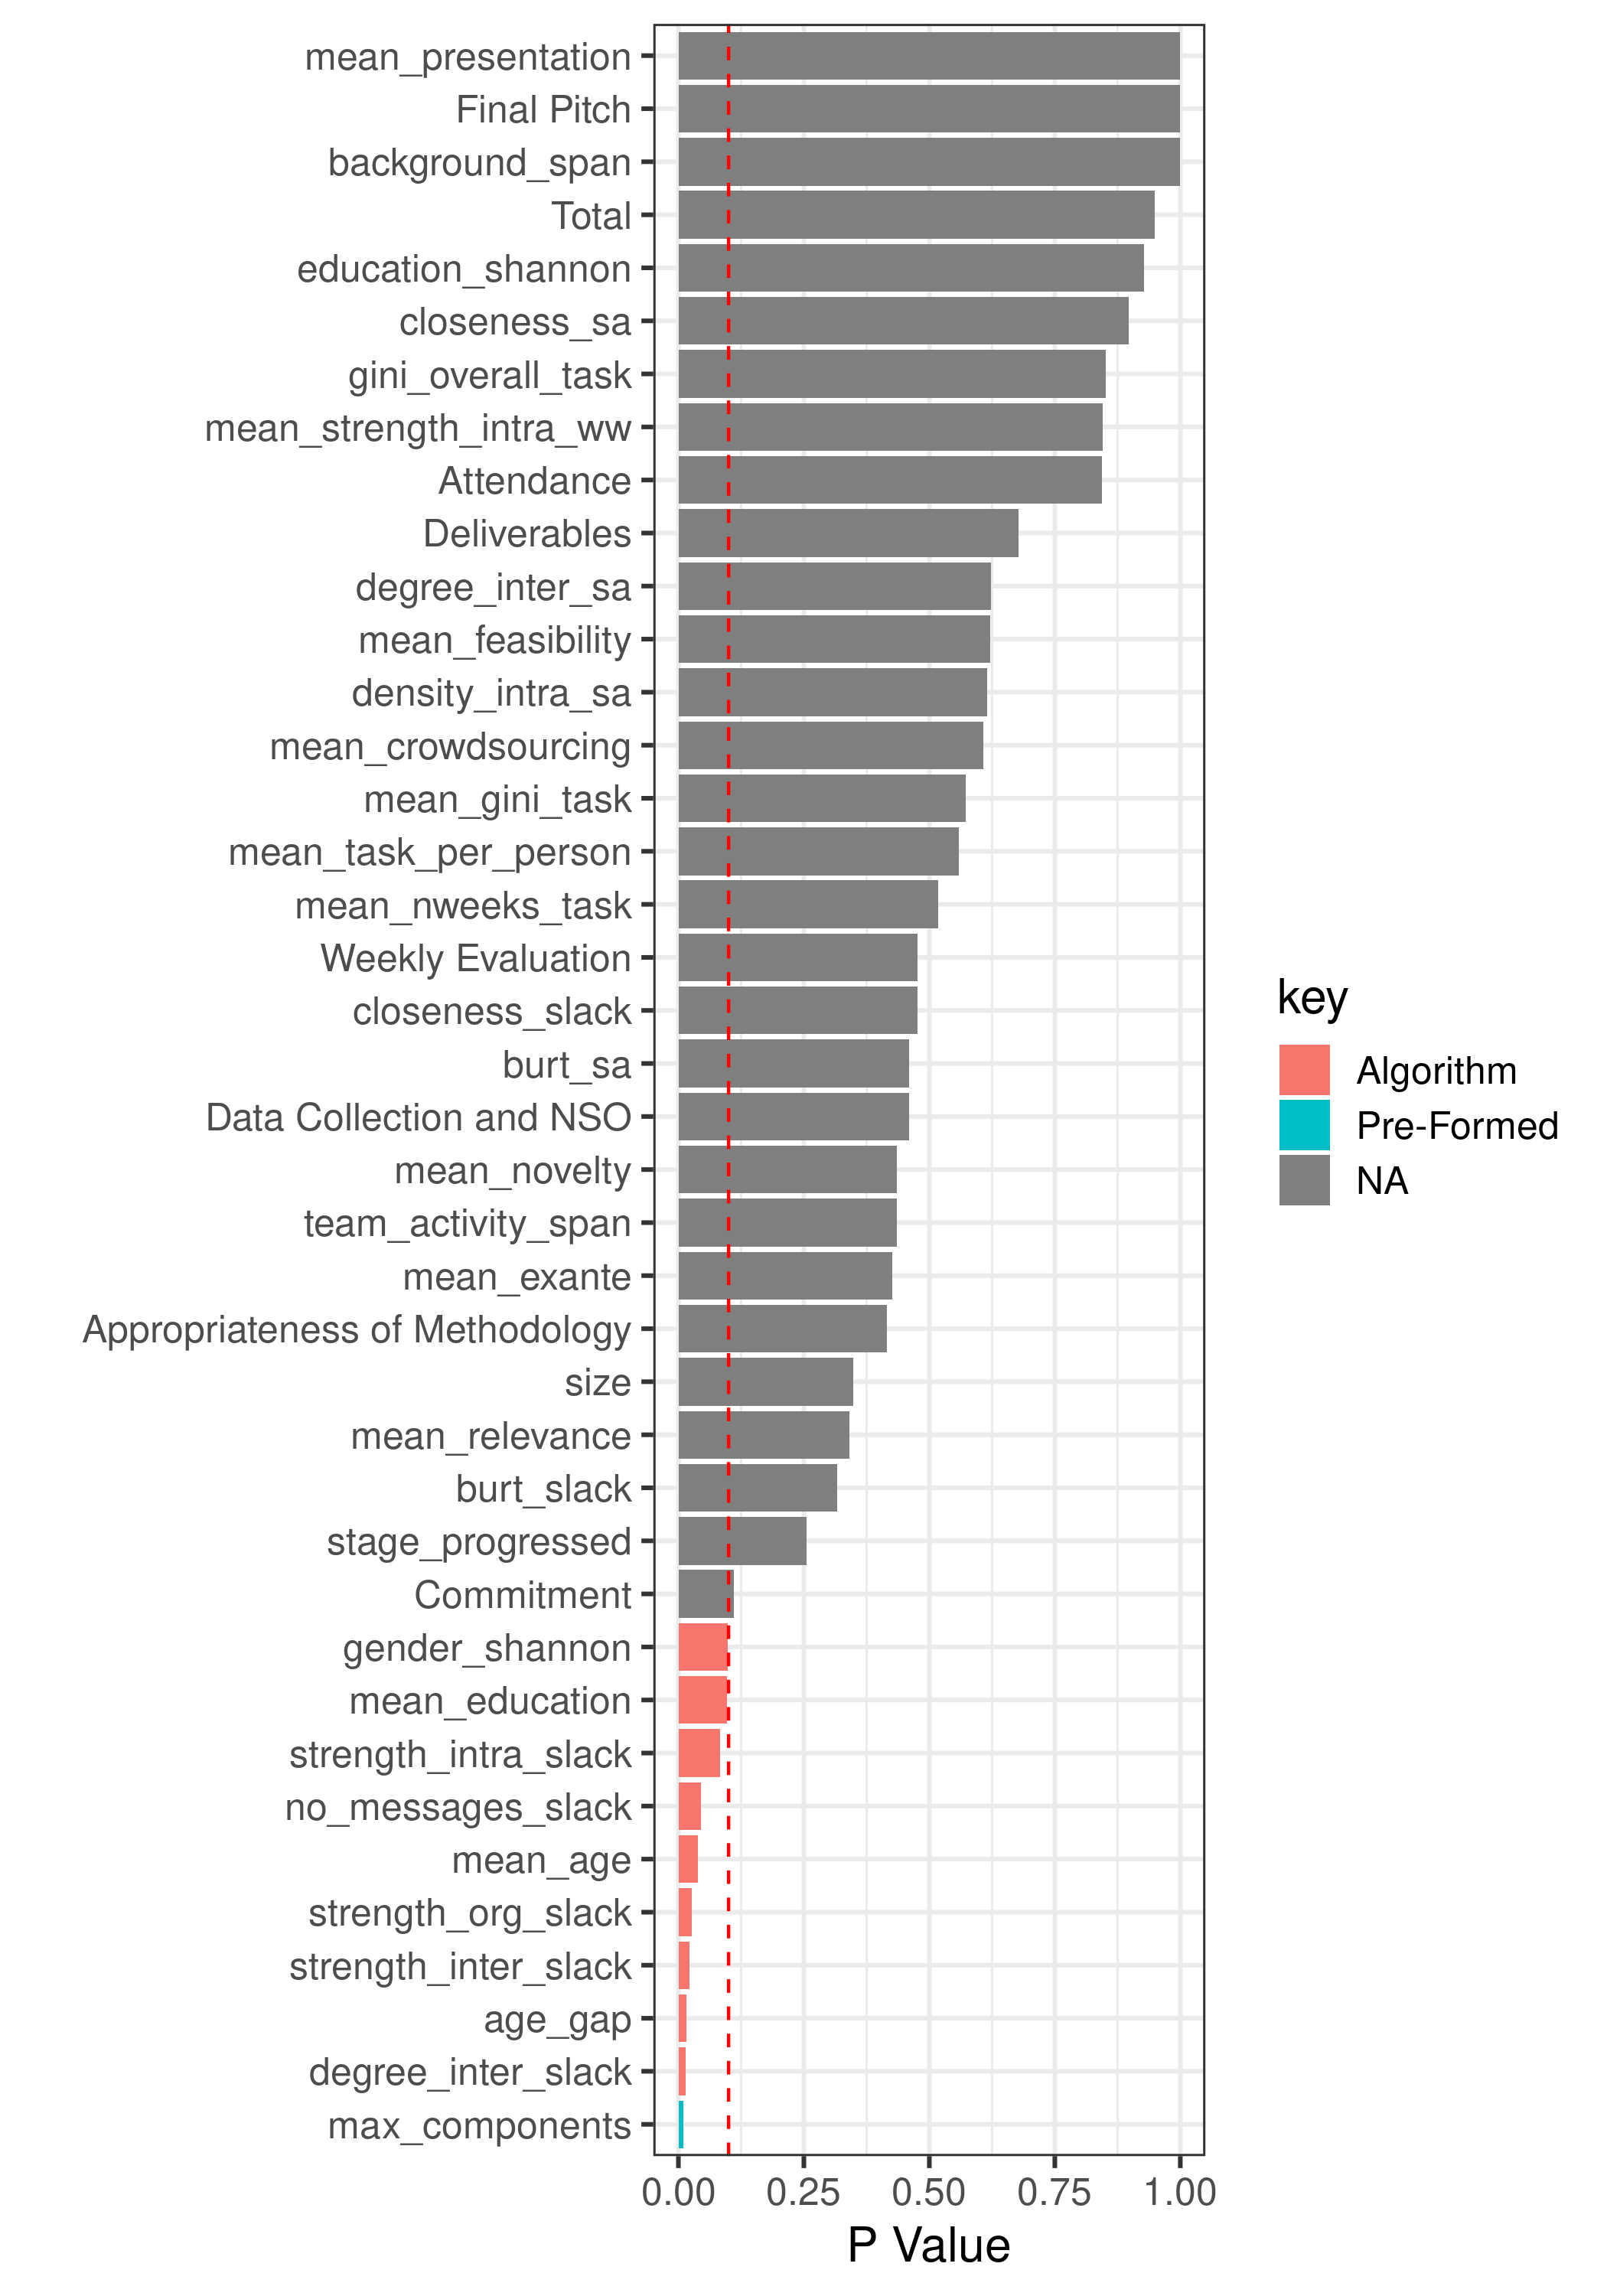 mean_presentation
Final Pitch
background_span
Total
education_shannon
closeness_sa
gini_overall_task
mean_strength_intra_ww
Attendance
Deliverables
degree_inter_sa
mean_feasibility
density_intra_sa
mean_crowdsourcing
mean_gini_task
mean_task_per_person
mean_nweeks_task
Weekly Evaluation
closeness_slack
burt_sa
Data Collection and NSO
mean_novelty
team_activity_span
mean_exante
Appropriateness of Methodology
size
mean_relevance
burt_slack
stage_progressed
Commitment
gender_shannon
mean_education
strength_intra_slack
no_messages_slack
mean_age
strength_org_slack
strength_inter_slack
age_gap
degree_inter_slack
max_components
0.00 0.25 0.50 0.75 1.00
P Value
key
Algorithm
Pre-Formed
NA